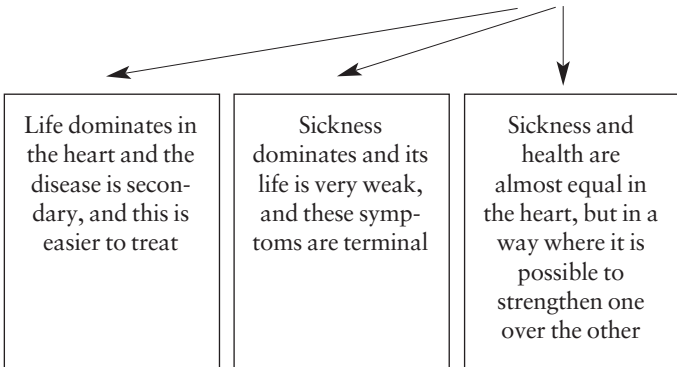 Life dominates in
the heart and the
disease is secon-
dary, and this is
easier to treat
Sickness
dominates and its
life is very weak,
and these symp-
toms are terminal
Sickness and
health are
almost equal in
the heart, but in a
way where it is
possible to
strengthen one
over the other